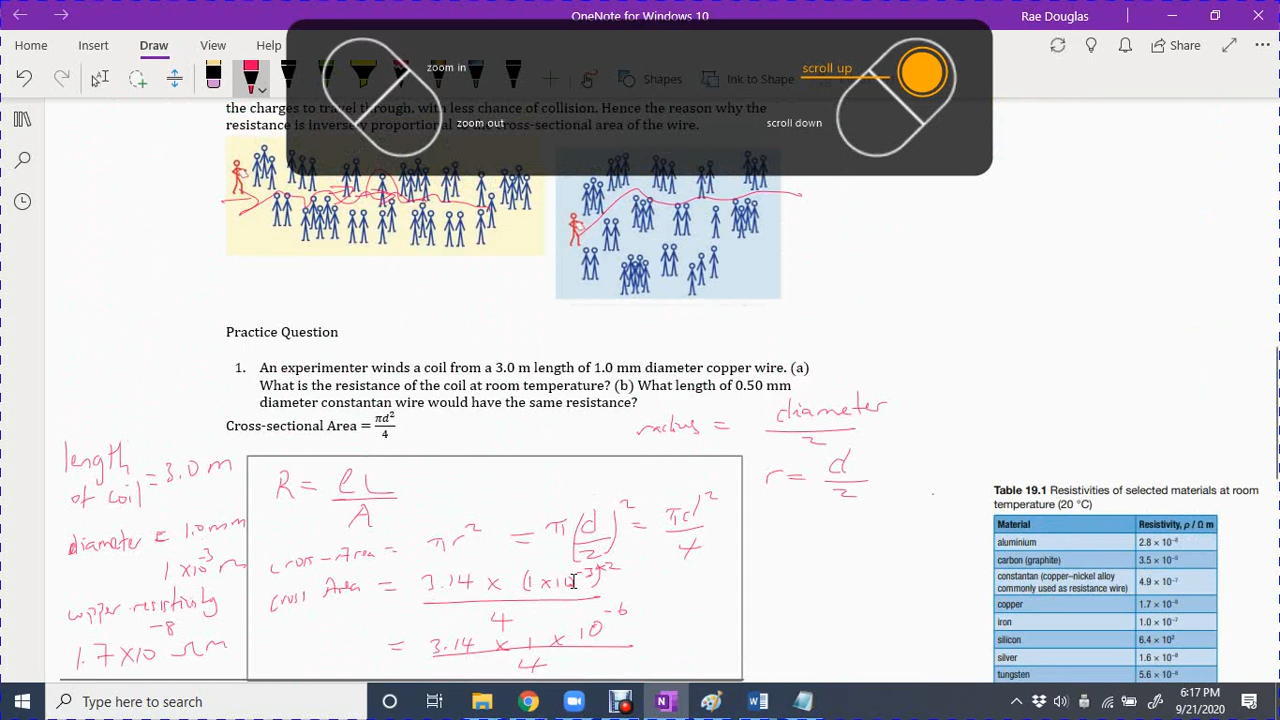 OneNote for Windows 10
Rae Douglas
Home Insert Draw View Help
Shapes Ink to Shape Share
zoom in
zoom out
scroll up
scroll down
the charges to travel through, with less chance of collision. Hence the reason why the
resistance is inversely proportional cross-sectional area of the wire.
Practice Question
1. An experimenter winds a coil from a 3.0 m length of 1.0 mm diameter copper wire. (a)
What is the resistance of the coil at room temperature? (b) What length of 0.50 mm
diameter constantan wire would have the same resistance?
Cross-sectional Area = πd²/4
radius = diameter/2
r = d/2
length
of coil = 3.0 m
diameter = 1.0mm
1 x10⁻³ m
copper resistivity
1.7 x10⁻⁸ Ωm
R = ρL/A
cross-Area = πr² = π(d/2)² = πd²/4
cross Area = 3.14 x (1 x10⁻³)ˣ²/4
= 3.14 x 1 x 10⁻⁶/4
Table 19.1 Resistivities of selected materials at room
temperature (20 °C)
Material Resistivity, ρ / Ω m
aluminium 2.8 × 10⁻⁸
carbon (graphite) 3.5 × 10⁻⁵
constantan (copper–nickel alloy
commonly used as resistance wire) 4.9 × 10⁻⁷
copper 1.7 × 10⁻⁸
iron 1.0 × 10⁻⁷
silicon 6.4 × 10²
silver 1.6 × 10⁻⁸
tungsten 5.6 × 10⁻⁸
Type here to search
6:17 PM
9/21/2020